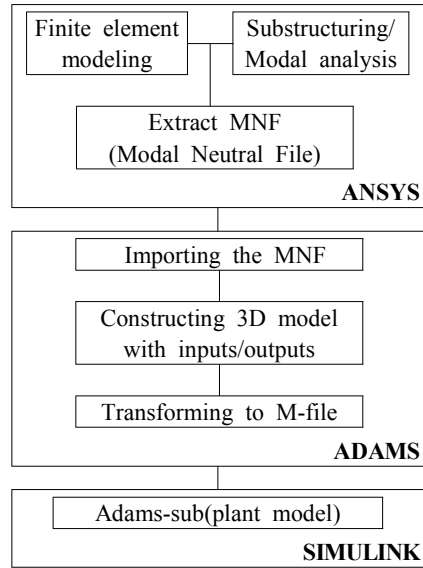 Finite element
modeling
Substructuring/
Modal analysis
Extract MNF
(Modal Neutral File)
ANSYS
Importing the MNF
Constructing 3D model
with inputs/outputs
Transforming to M-file
ADAMS
Adams-sub(plant model)
SIMULINK